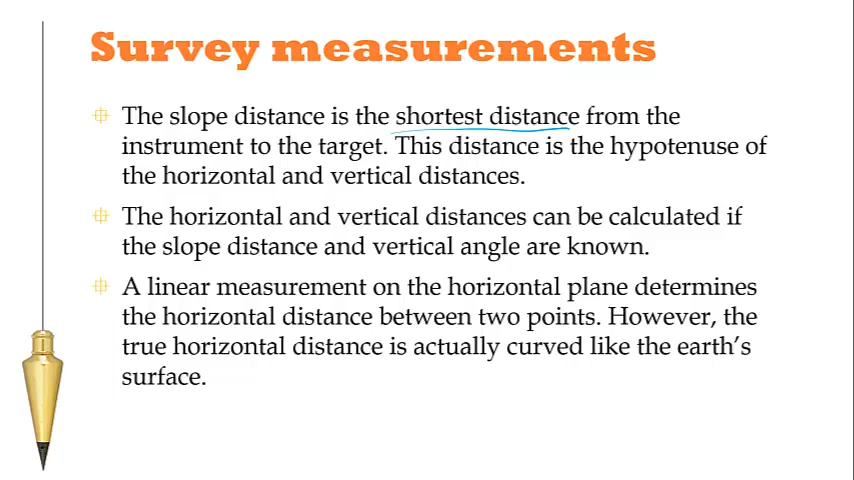 Survey measurements
The slope distance is the shortest distance from the
instrument to the target. This distance is the hypotenuse of
the horizontal and vertical distances.
The horizontal and vertical distances can be calculated if
the slope distance and vertical angle are known.
A linear measurement on the horizontal plane determines
the horizontal distance between two points. However, the
true horizontal distance is actually curved like the earth’s
surface.